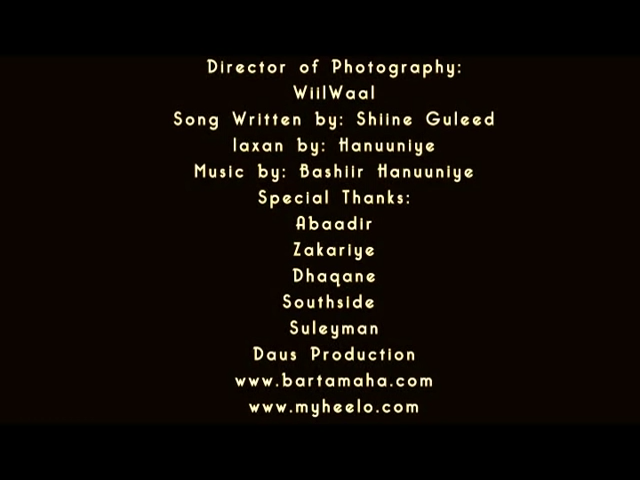 Director of Photography:
WiilWaal
Song Written by: Shiine Guleed
laxan by: Hanuuniye
Music by: Bashiir Hanuuniye
Special Thanks:
Abaadir
Zakariye
Dhaqane
Southside
Suleyman
Daus Production
www.bartamaha.com
www.myheelo.com